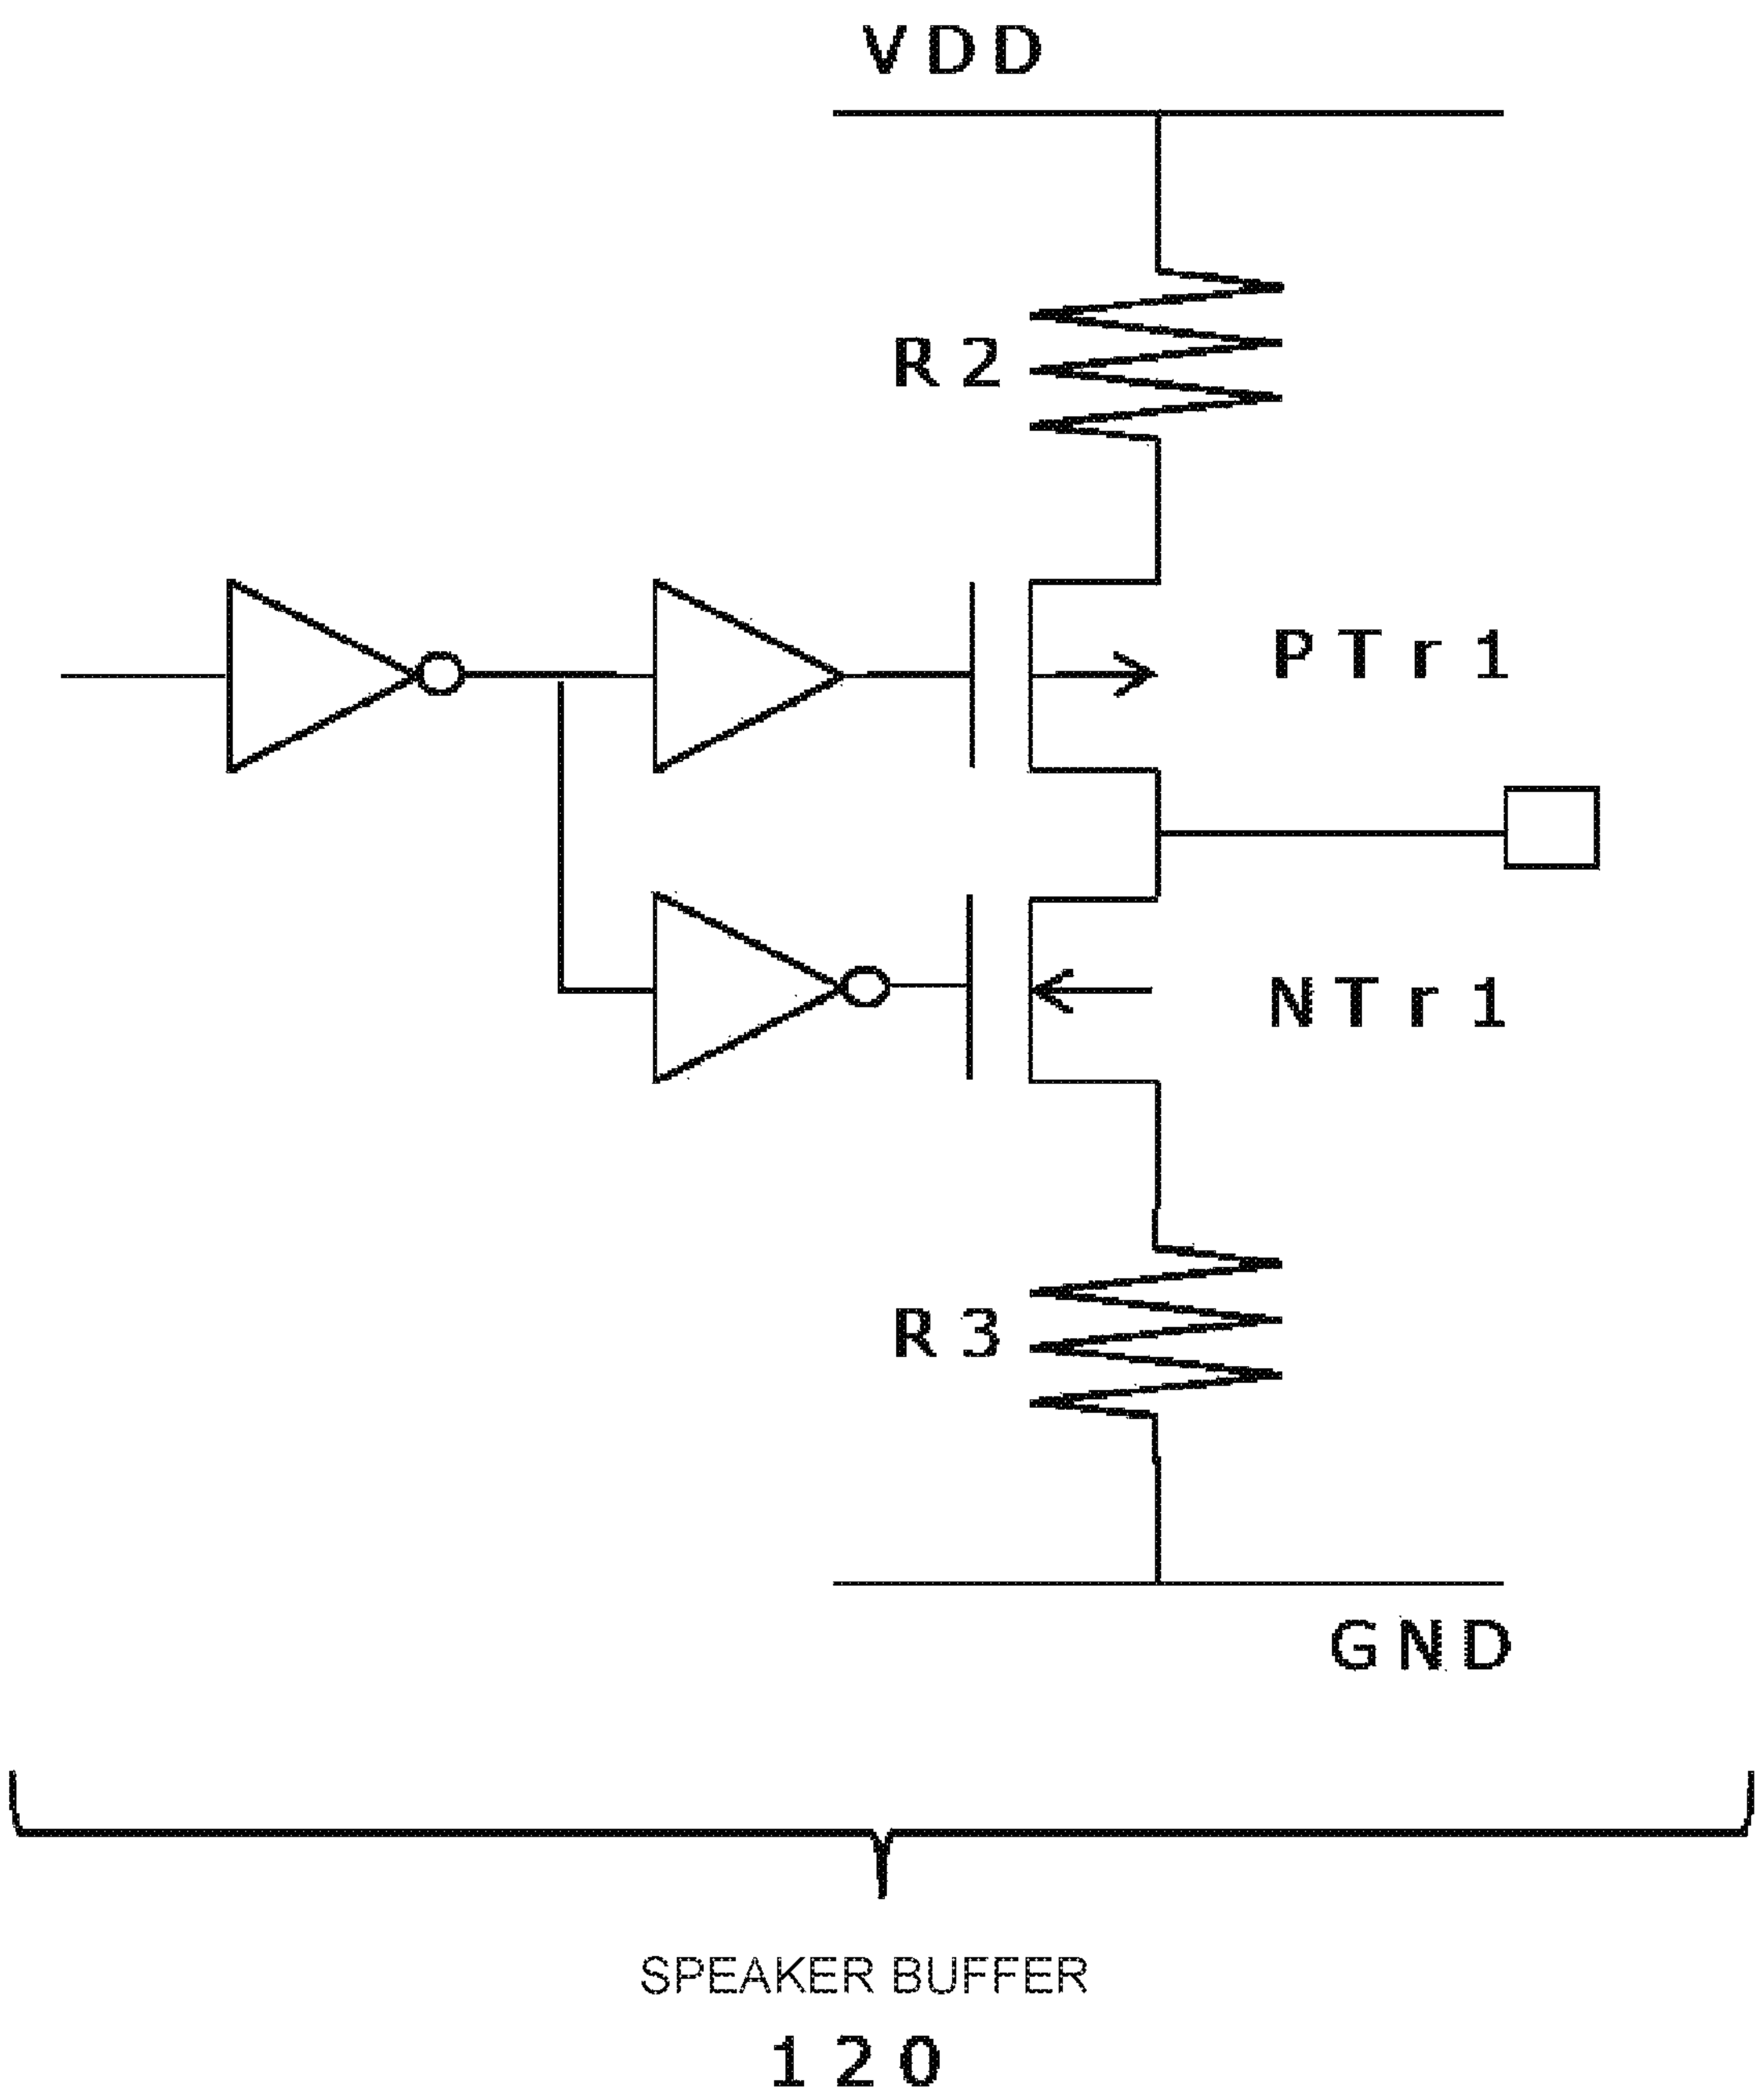 VDD
R2
PTr1
NTr1
R3
GND
SPEAKER BUFFER
120